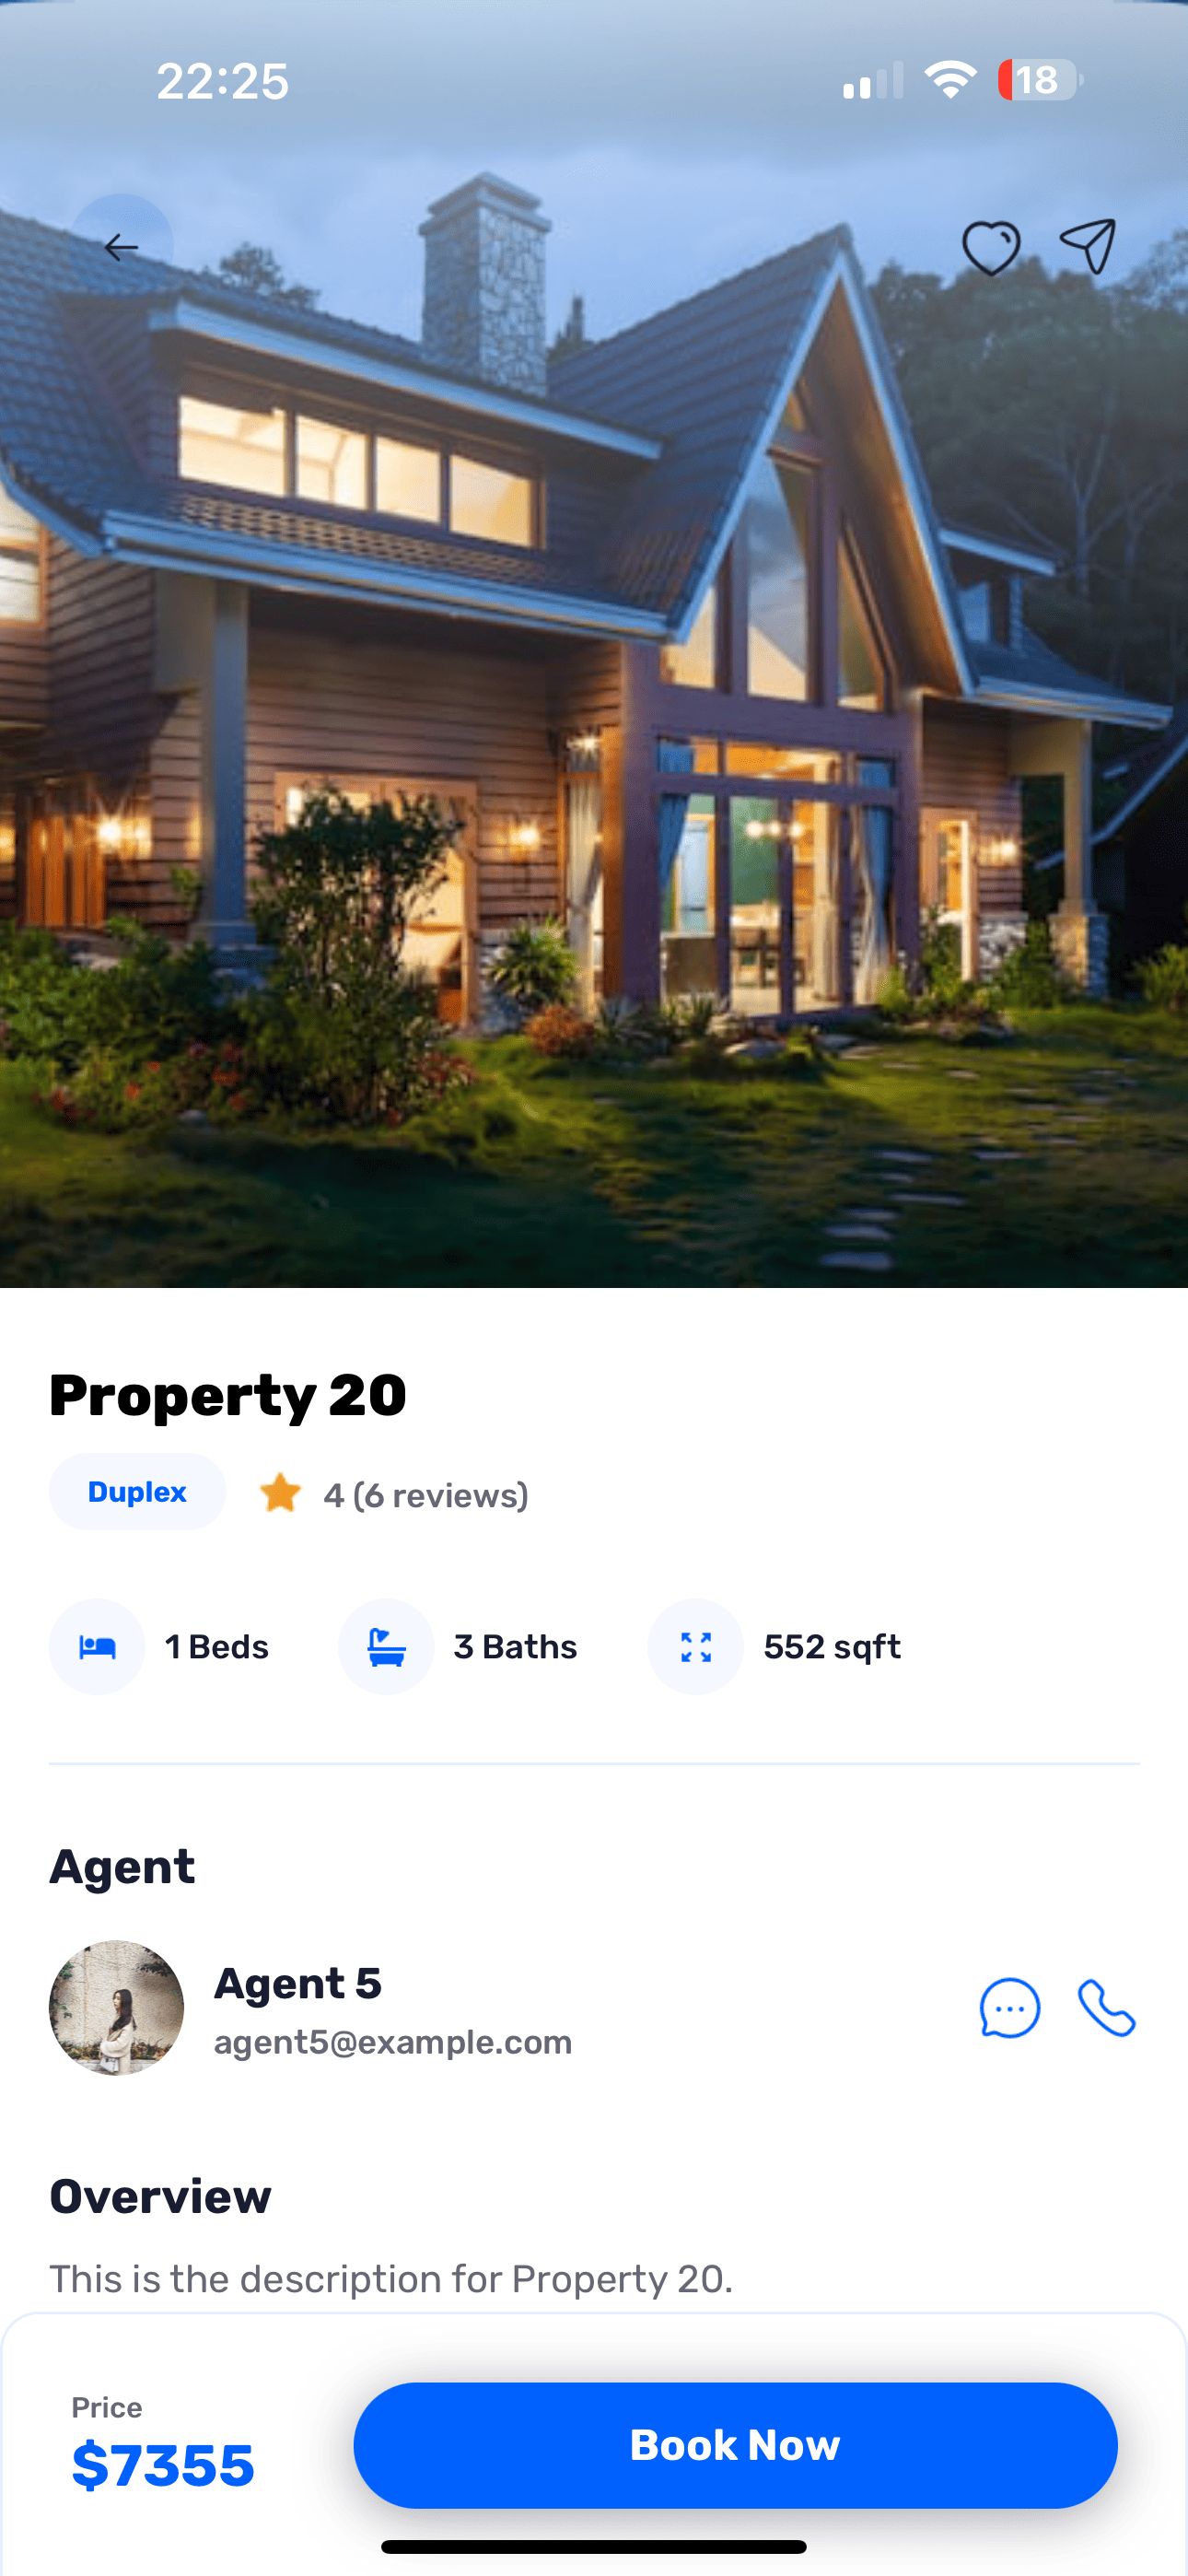 22:25
18
Property 20
Duplex
4 (6 reviews)
1 Beds
3 Baths
552 sqft
Agent
Agent 5
agent5@example.com
Overview
This is the description for Property 20.
Price
$7355
Book Now